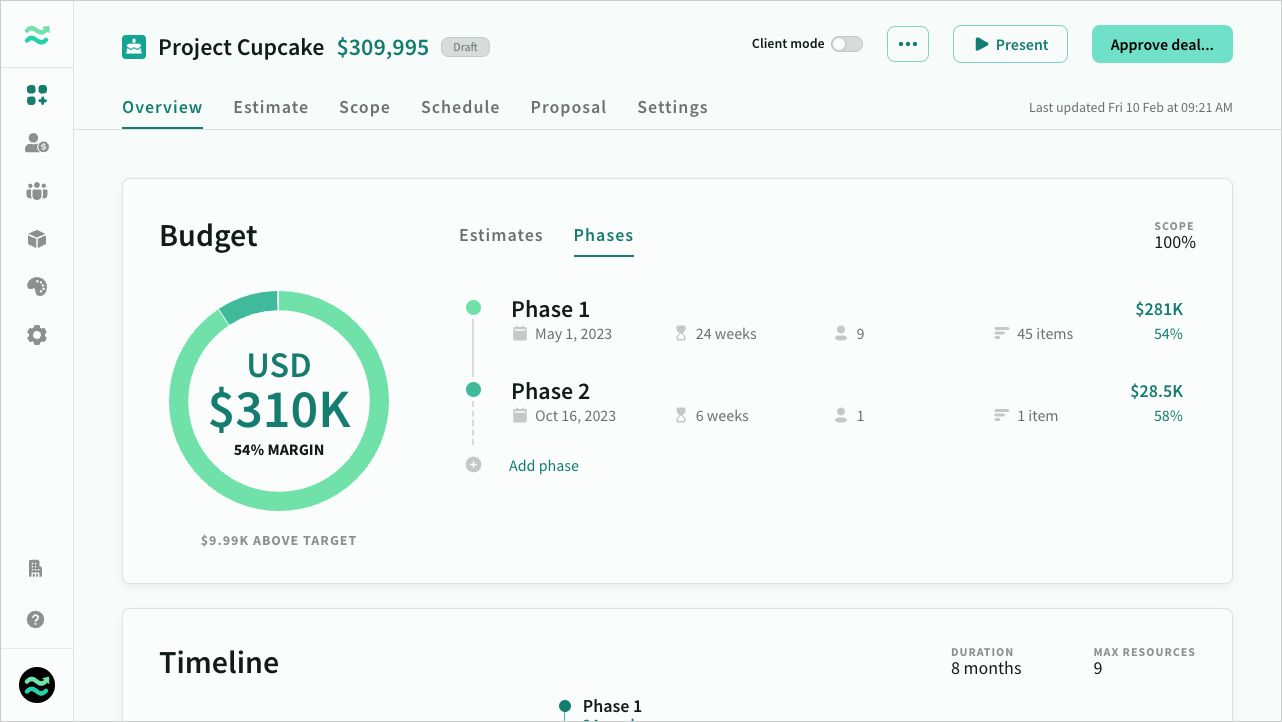 Project Cupcake $309,995 Draft
Client mode
Present
Approve deal...
Overview Estimate Scope Schedule Proposal Settings
Last updated Fri 10 Feb at 09:21 AM
Budget
Estimates Phases
SCOPE
100%
USD
$310K
54% MARGIN
$9.99K ABOVE TARGET
Phase 1 $281K
May 1, 2023 24 weeks 9 45 items 54%
Phase 2 $28.5K
Oct 16, 2023 6 weeks 1 1 item 58%
Add phase
Timeline
DURATION
8 months
MAX RESOURCES
9
Phase 1